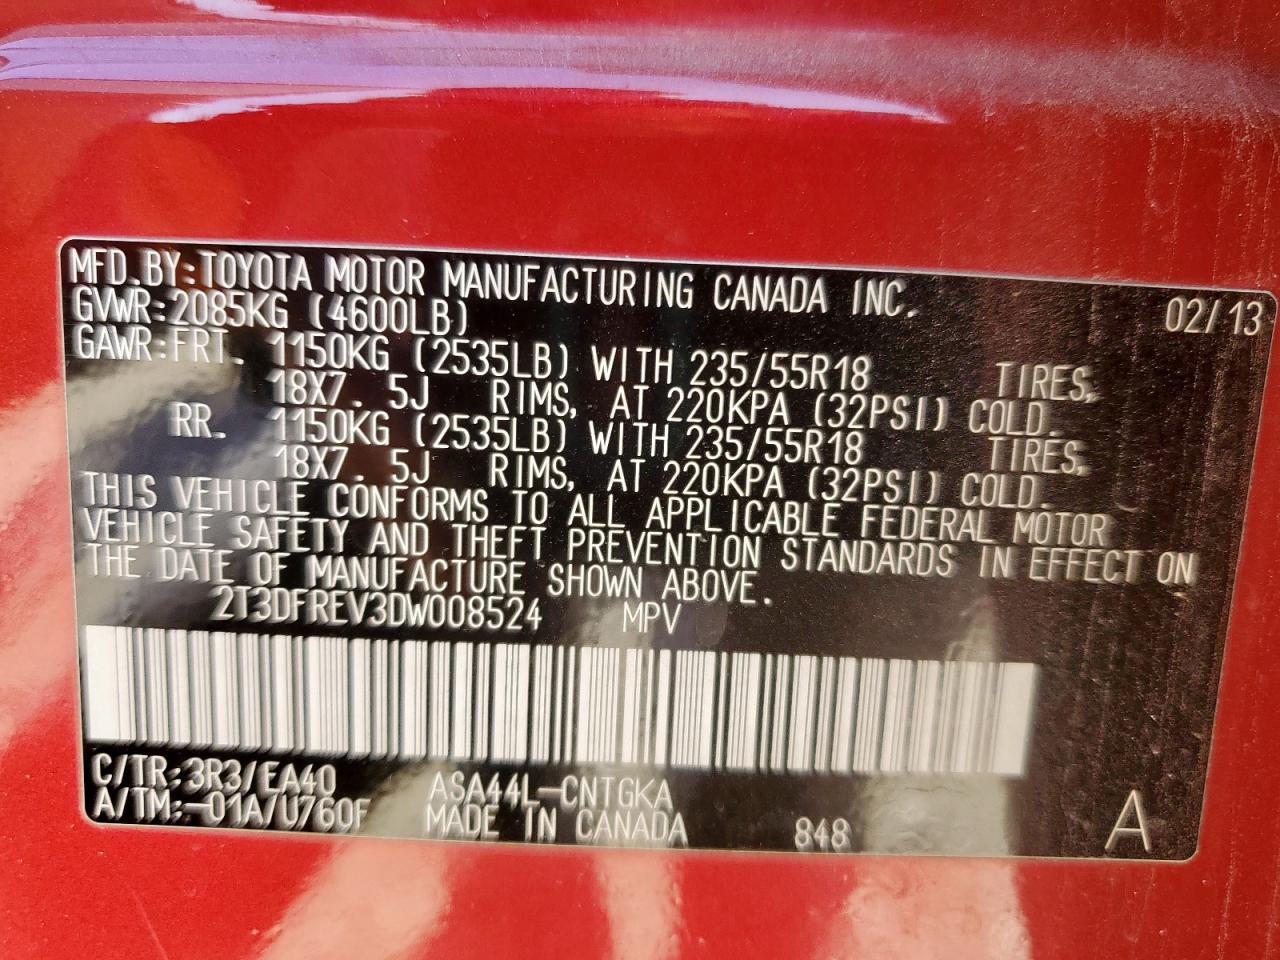 MFD.BY:TOYOTA MOTOR MANUFACTURING CANADA INC. 02/13
GVWR:2085KG (4600LB)
GAWR:FRT. 1150KG (2535LB) WITH 235/55R18 TIRES,
18X7.5J RIMS, AT 220KPA (32PSI) COLD.
RR. 1150KG (2535LB) WITH 235/55R18 TIRES,
18X7.5J RIMS, AT 220KPA (32PSI) COLD.
THIS VEHICLE CONFORMS TO ALL APPLICABLE FEDERAL MOTOR
VEHICLE SAFETY AND THEFT PREVENTION STANDARDS IN EFFECT ON
THE DATE OF MANUFACTURE SHOWN ABOVE.
2T3DFREV3DW008524 MPV
C/TR:3R3/EA40 ASA44L-CNTGKA
A/TM:-01A/U760F MADE IN CANADA 848 A